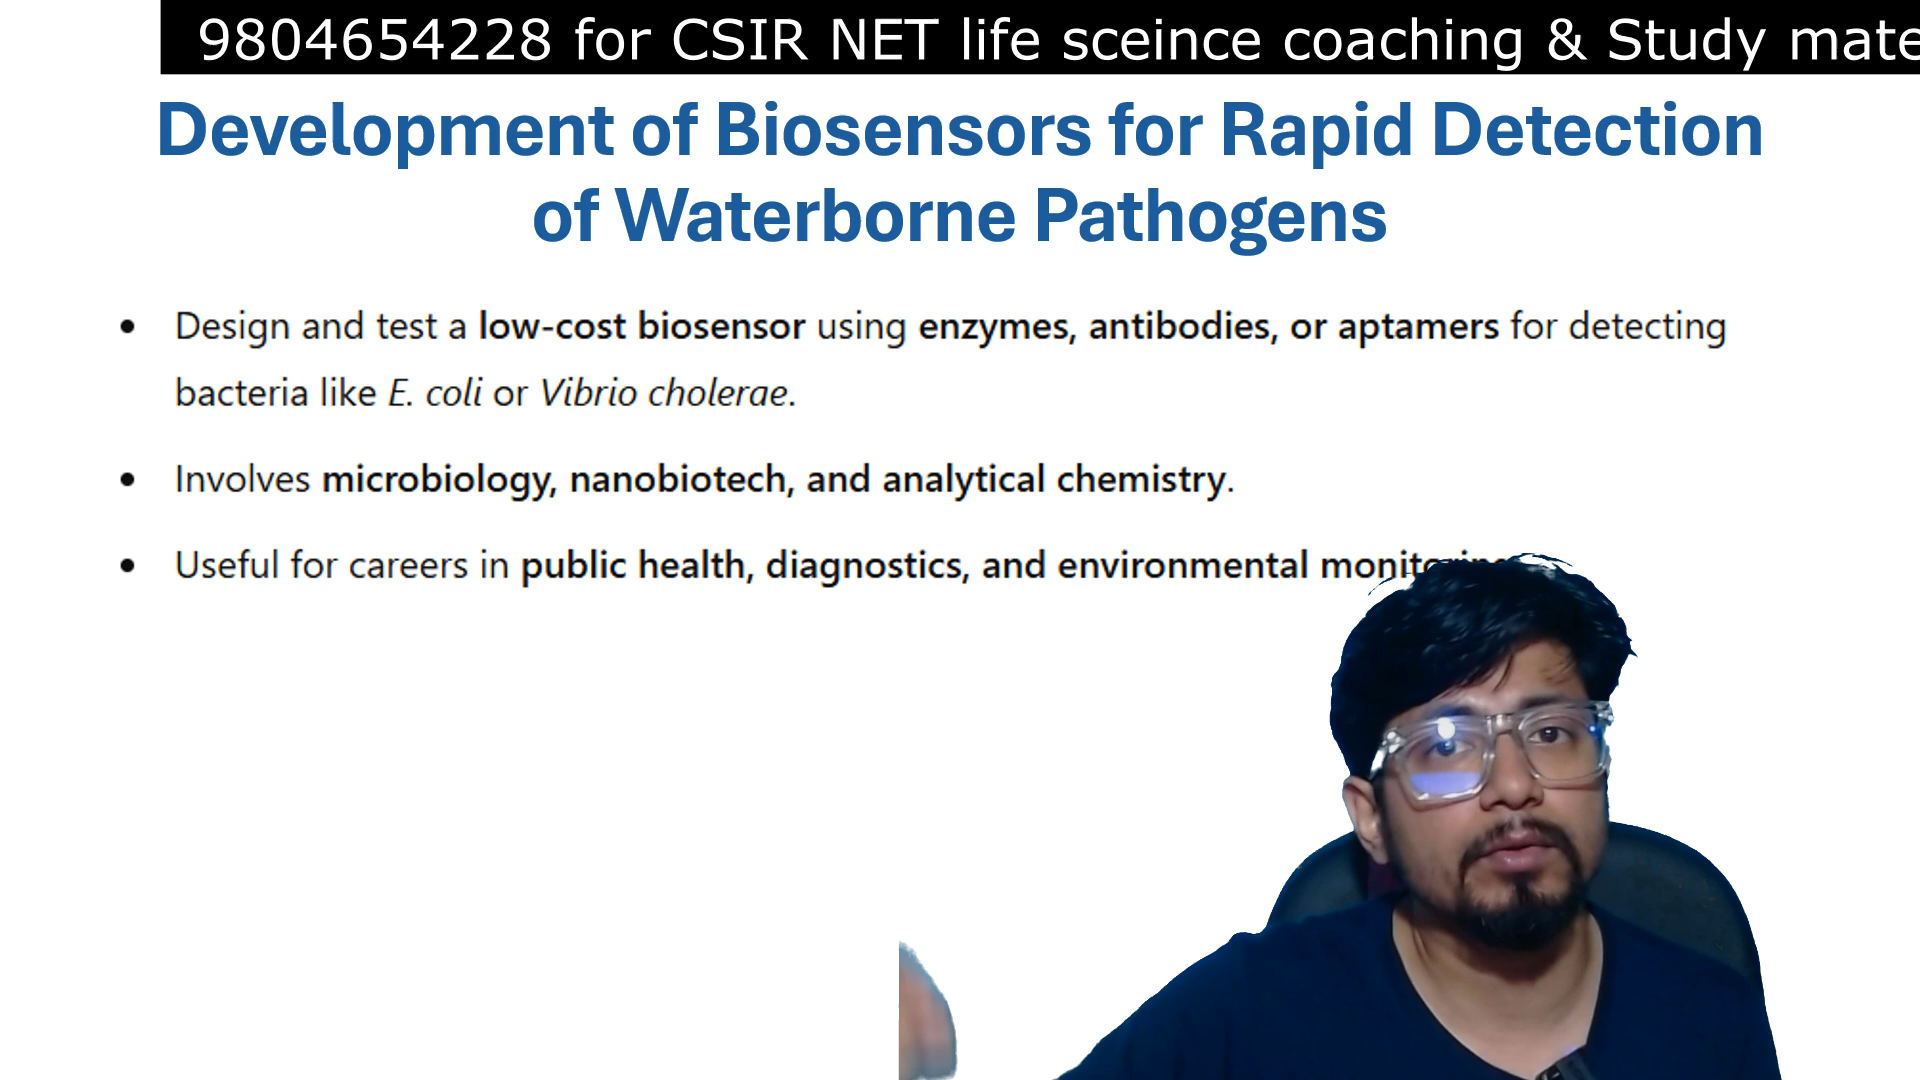 9804654228 for CSIR NET life sceince coaching & Study mate
Development of Biosensors for Rapid Detection
of Waterborne Pathogens
• Design and test a low-cost biosensor using enzymes, antibodies, or aptamers for detecting
bacteria like E. coli or Vibrio cholerae.
• Involves microbiology, nanobiotech, and analytical chemistry.
• Useful for careers in public health, diagnostics, and environmental monitoring